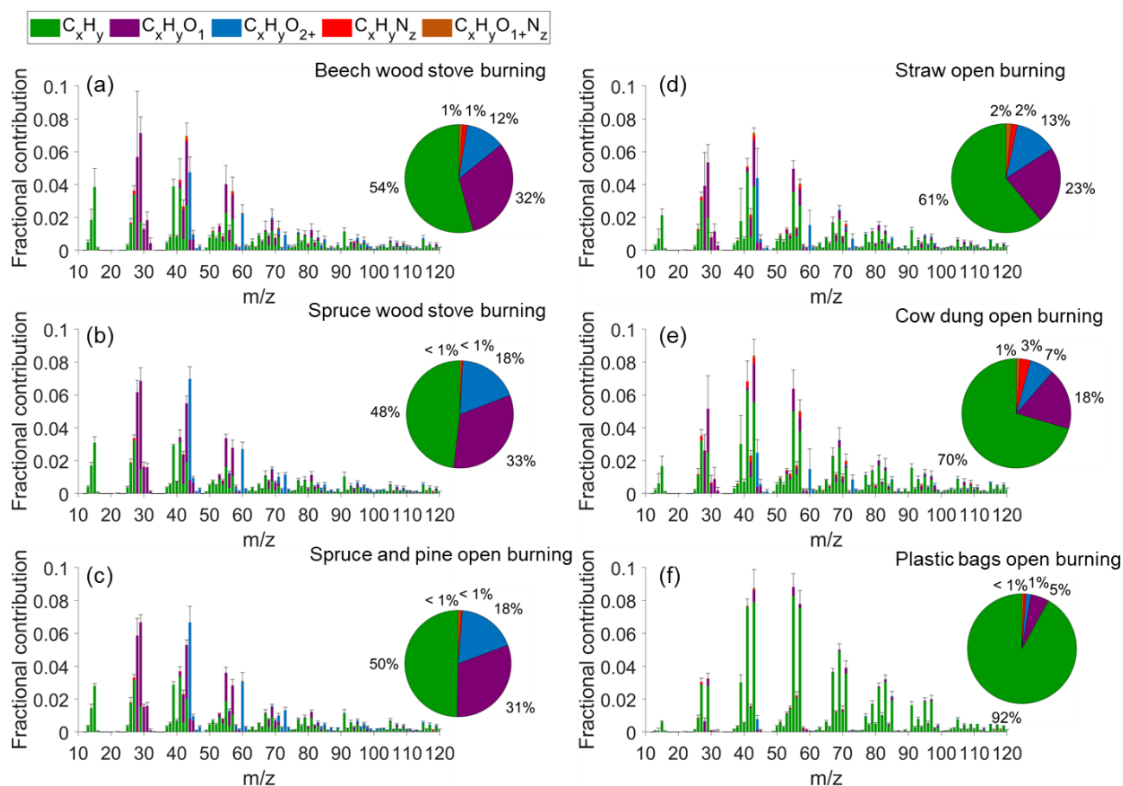 CxHy CxHyO1 CxHyO2+ CxHyNz CxHyO1+Nz
(a) Beech wood stove burning
Fractional contribution
0.1
0.08
0.06
0.04
0.02
0
10 20 30 40 50 60 70 80 90 100 110 120
m/z
1% 1% 12%
54% 32%
(b) Spruce wood stove burning
Fractional contribution
0.1
0.08
0.06
0.04
0.02
0
10 20 30 40 50 60 70 80 90 100 110 120
m/z
< 1% < 1% 18%
48% 33%
(c) Spruce and pine open burning
Fractional contribution
0.1
0.08
0.06
0.04
0.02
0
10 20 30 40 50 60 70 80 90 100 110 120
m/z
< 1% < 1% 18%
50% 31%
(d) Straw open burning
Fractional contribution
0.1
0.08
0.06
0.04
0.02
0
10 20 30 40 50 60 70 80 90 100 110 120
m/z
2% 2% 13%
61% 23%
(e) Cow dung open burning
Fractional contribution
0.1
0.08
0.06
0.04
0.02
0
10 20 30 40 50 60 70 80 90 100 110 120
m/z
1% 3% 7%
18%
70%
(f) Plastic bags open burning
Fractional contribution
0.1
0.08
0.06
0.04
0.02
0
10 20 30 40 50 60 70 80 90 100 110 120
m/z
< 1% 1% 5%
92%